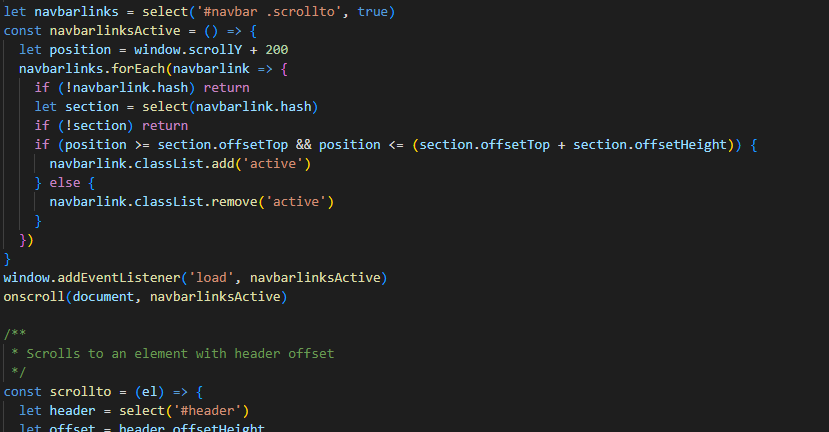 let navbarlinks = select('#navbar .scrollto', true)
const navbarlinksActive = () => {
  let position = window.scrollY + 200
  navbarlinks.forEach(navbarlink => {
    if (!navbarlink.hash) return
    let section = select(navbarlink.hash)
    if (!section) return
    if (position >= section.offsetTop && position <= (section.offsetTop + section.offsetHeight)) {
      navbarlink.classList.add('active')
    } else {
      navbarlink.classList.remove('active')
    }
  })
}
window.addEventListener('load', navbarlinksActive)
onscroll(document, navbarlinksActive)

/**
 * Scrolls to an element with header offset
 */
const scrollto = (el) => {
  let header = select('#header')
  let offset = header.offsetHeight